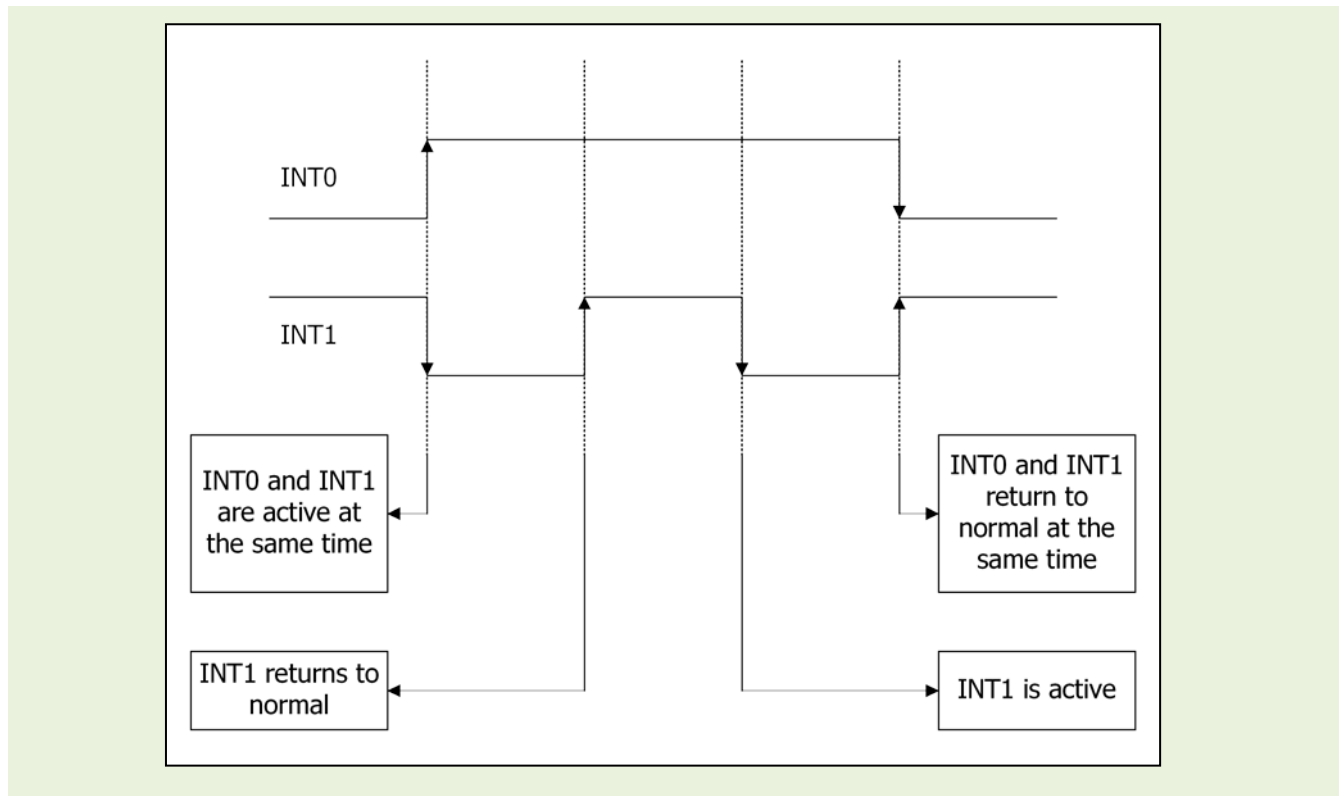 INT0
INT1
INT0 and INT1
are active at
the same time
INT0 and INT1
return to
normal at the
same time
INT1 returns to
normal
INT1 is active